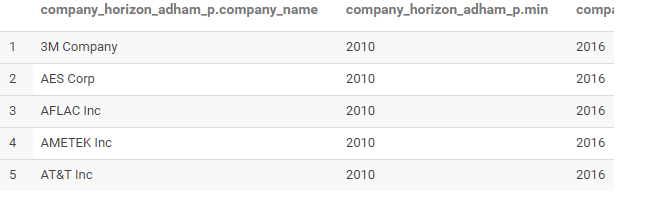 company_horizon_adham_p.company_name company_horizon_adham_p.min compa
1 3M Company 2010 2016
2 AES Corp 2010 2016
3 AFLAC Inc 2010 2016
4 AMETEK Inc 2010 2016
5 AT&T Inc 2010 2016